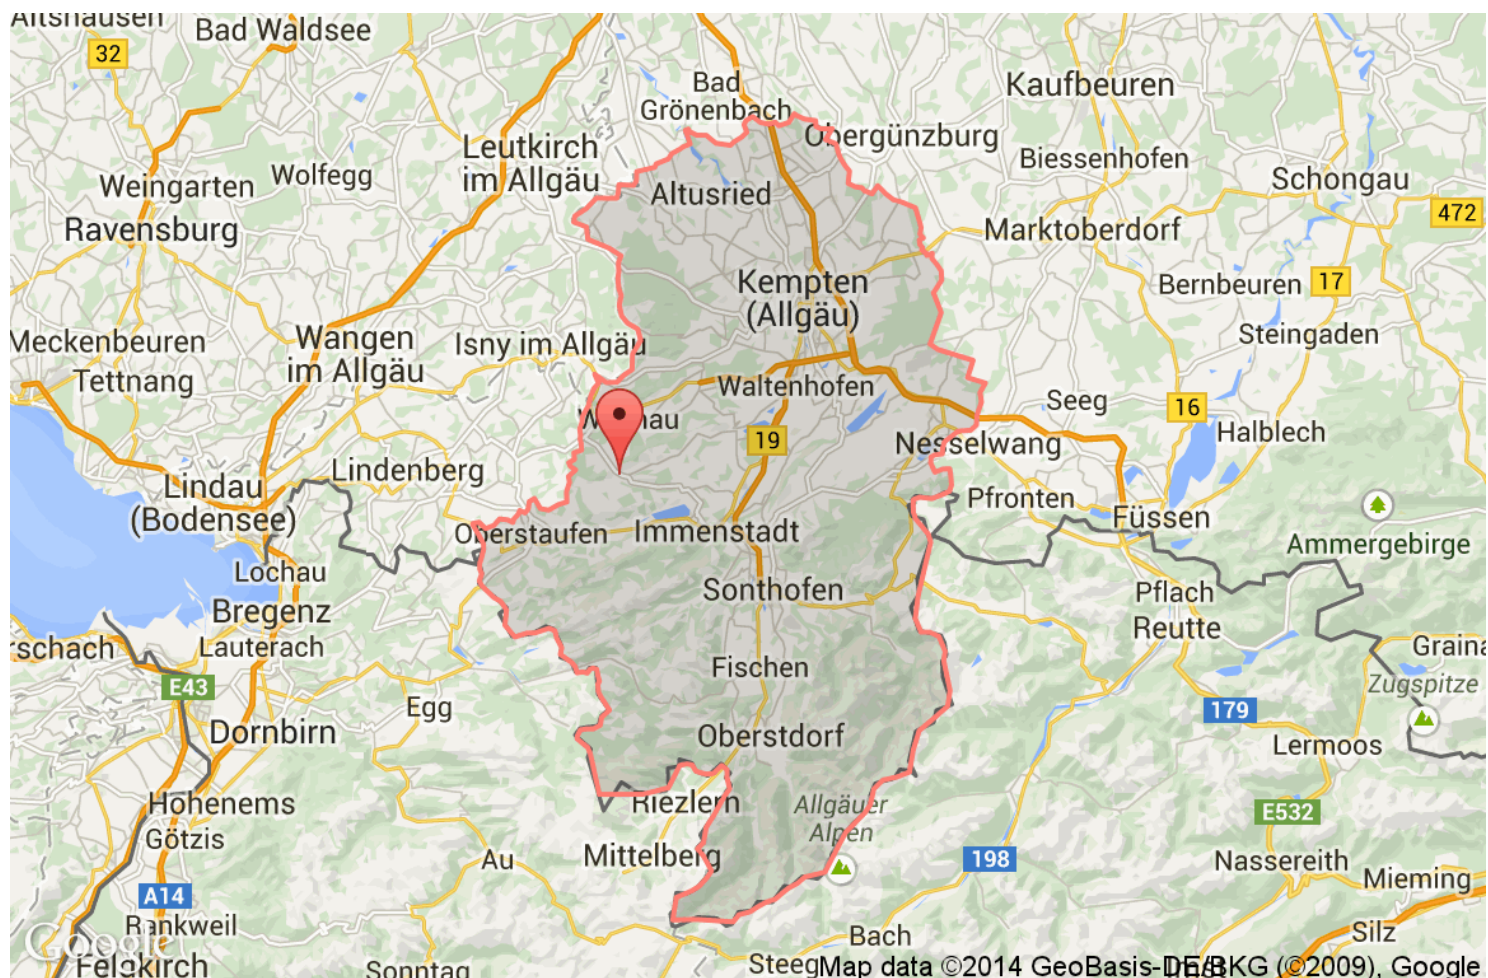 Altshausen
Bad Waldsee
32
Bad
Grönenbach
Kaufbeuren
Obergünzburg
Leutkirch
im Allgäu
Wolfegg
Biessenhofen
Weingarten
Altusried
Schongau
472
Ravensburg
Marktoberdorf
Kempten
(Allgäu)
Bernbeuren
17
Meckenbeuren
Wangen
im Allgäu
Isny im Allgäu
Steingaden
Tettnang
Waltenhofen
Seeg
16
19
Halblech
Nesselwang
Lindenberg
Lindau
(Bodensee)
Pfronten
Füssen
Oberstaufen
Immenstadt
Ammergebirge
Lochau
Sonthofen
Pflach
Bregenz
Reutte
Lauterach
Fischen
Zugspitze
E43
Egg
179
Dornbirn
Oberstdorf
Lermoos
Hohenems
Riezlern
Allgäuer
Alpen
E532
Götzis
Au
Mittelberg
198
Nassereith
Mieming
A14
Rankweil
Bach
Silz
Google
Feldkirch
Sonntag
Steeg
Map data ©2014 GeoBasis-DE/BKG (©2009), Google